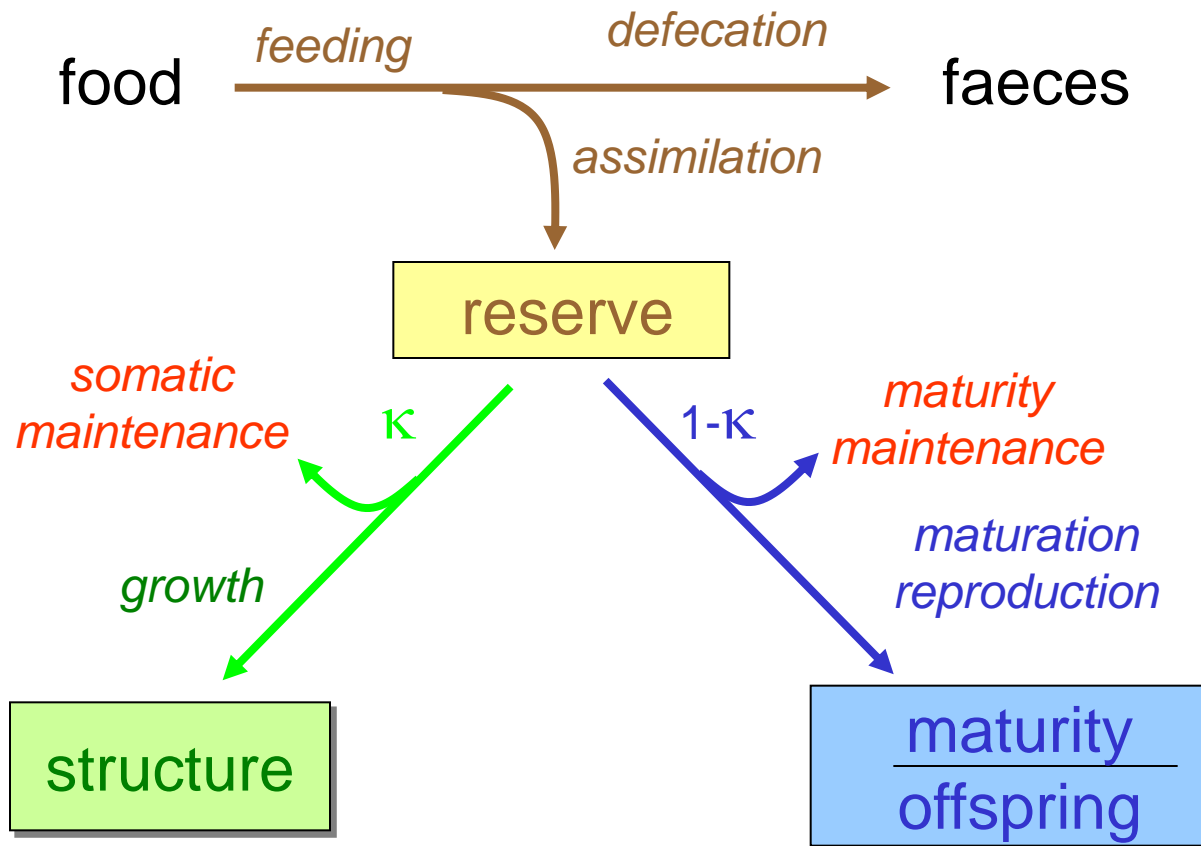 feeding
defecation
food
faeces
assimilation
reserve
somatic
maintenance
κ
1-κ
maturity
maintenance
growth
maturation
reproduction
structure
maturity
offspring